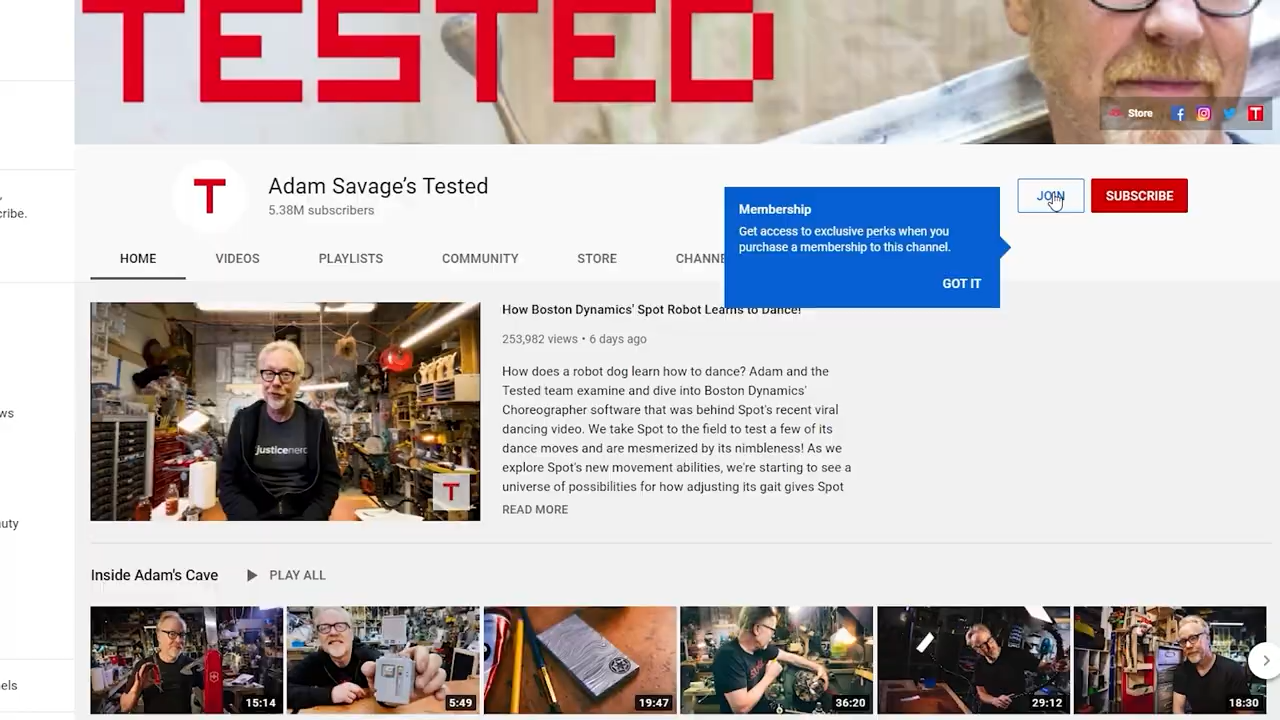 TESTED
Store
T
T
Adam Savage's Tested
5.38M subscribers
JOIN
SUBSCRIBE
Membership
Get access to exclusive perks when you
purchase a membership to this channel.
GOT IT
HOME
VIDEOS
PLAYLISTS
COMMUNITY
STORE
CHANNE
cribe.
How Boston Dynamics' Spot Robot Learns to Dance!
253,982 views • 6 days ago
How does a robot dog learn how to dance? Adam and the
Tested team examine and dive into Boston Dynamics'
Choreographer software that was behind Spot's recent viral
dancing video. We take Spot to the field to test a few of its
dance moves and are mesmerized by its nimbleness! As we
explore Spot's new movement abilities, we're starting to see a
universe of possibilities for how adjusting its gait gives Spot
READ MORE
justicenerd
T
ws
auty
Inside Adam's Cave
PLAY ALL
els
15:14
5:49
19:47
36:20
29:12
18:30